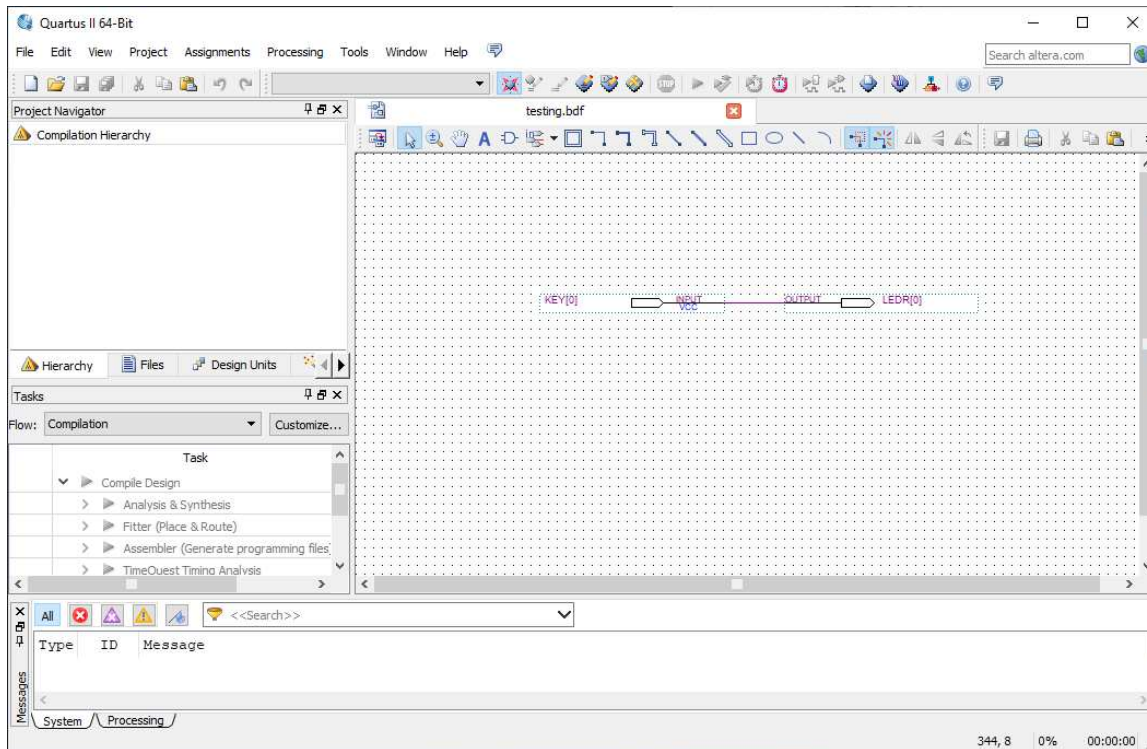 Quartus II 64-Bit
File Edit View Project Assignments Processing Tools Window Help
Search altera.com
STOP
Project Navigator
testing.bdf
Compilation Hierarchy
A
KEY[0] INPUT VCC OUTPUT LEDR[0]
Hierarchy Files Design Units
Tasks
Flow: Compilation Customize...
Task
Compile Design
Analysis & Synthesis
Fitter (Place & Route)
Assembler (Generate programming files)
TimeQuest Timing Analysis
All <<Search>>
Type ID Message
Messages
System Processing
344, 8 0% 00:00:00